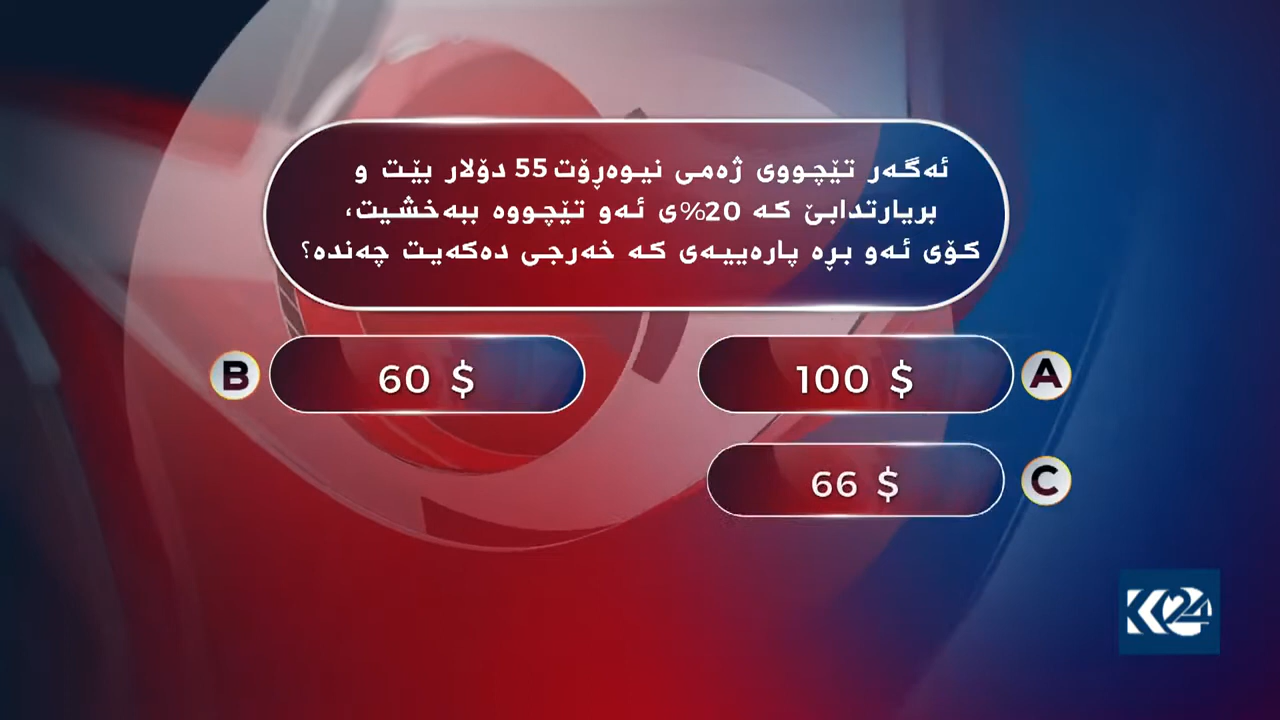 ئەگەر تێچووی ژەمی نیوەڕۆت 55 دۆلار بێت و
بریارتدابێ کە 20%ی ئەو تێچووە ببەخشیت،
کۆی ئەو بڕە پارەییەی کە خەرجی دەکەیت چەندە؟
A
100 $
B
60 $
C
66 $
K24